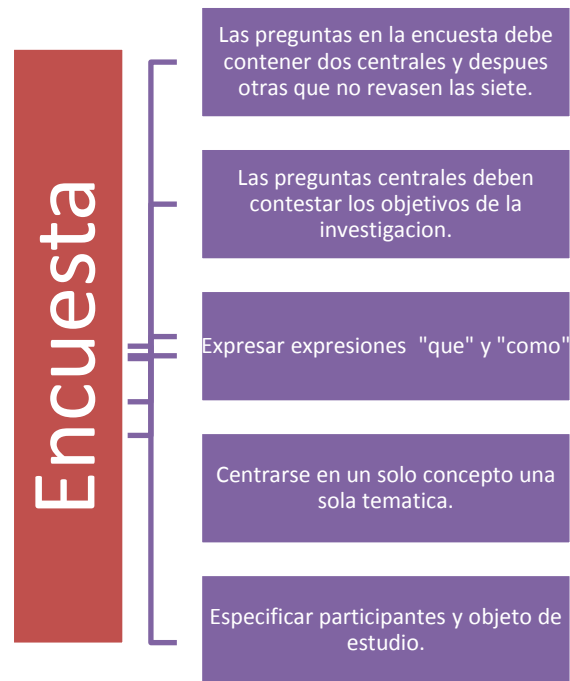 Encuesta
Las preguntas en la encuesta debe
contener dos centrales y despues
otras que no revasen las siete.
Las preguntas centrales deben
contestar los objetivos de la
investigacion.
Expresar expresiones "que" y "como"
Centrarse en un solo concepto una
sola tematica.
Especificar participantes y objeto de
estudio.